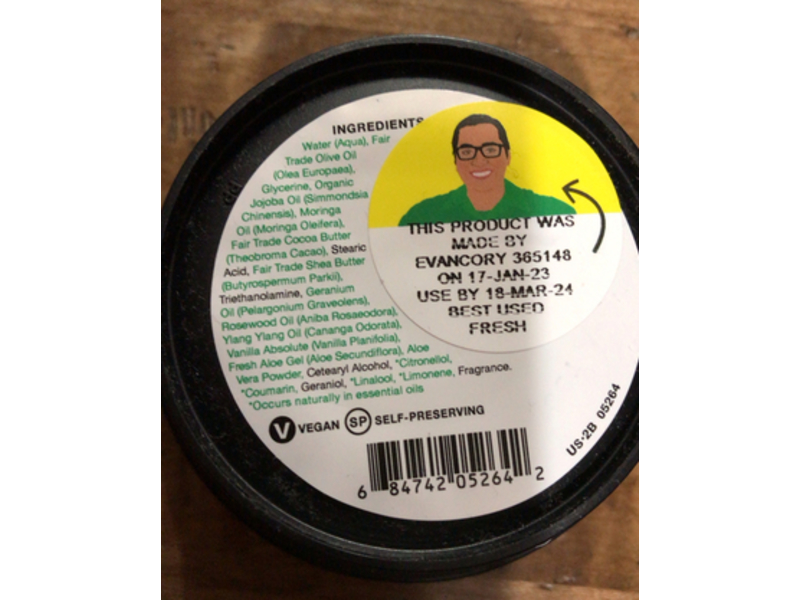 INGREDIENTS
Water (Aqua), Fair
Trade Olive Oil
(Olea Europaea),
Glycerine, Organic
Jojoba Oil (Simmondsia
Chinensis), Moringa
Oil (Moringa Oleifera),
Fair Trade Cocoa Butter
(Theobroma Cacao), Stearic
Acid, Fair Trade Shea Butter
(Butyrospermum Parkii),
Triethanolamine, Geranium
Oil (Pelargonium Graveolens),
Rosewood Oil (Aniba Rosaeodora),
Ylang Ylang Oil (Cananga Odorata),
Vanilla Absolute (Vanilla Planifolia),
Fresh Aloe Gel (Aloe Secundiflora), Aloe
Vera Powder, Cetearyl Alcohol, *Citronellol,
*Coumarin, Geraniol, *Linalool, *Limonene, Fragrance.
*Occurs naturally in essential oils
THIS PRODUCT WAS
MADE BY
EVANCORY 365148
ON 17-JAN-23
USE BY 18-MAR-24
BEST USED
FRESH
V VEGAN SP SELF-PRESERVING
6 84742 05264 2
US-2B 05264